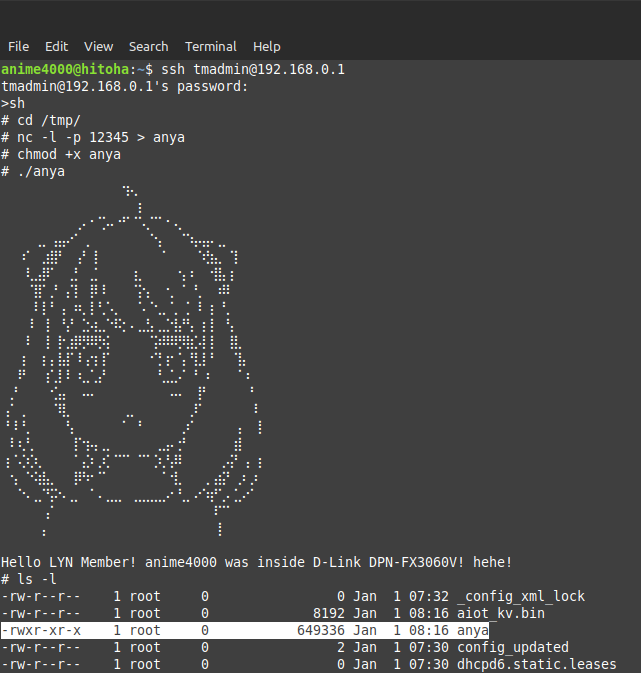 File Edit View Search Terminal Help
anime4000@hitoha:~$ ssh tmadmin@192.168.0.1
tmadmin@192.168.0.1's password:
>sh
# cd /tmp/
# nc -l -p 12345 > anya
# chmod +x anya
# ./anya
Hello LYN Member! anime4000 was inside D-Link DPN-FX3060V! hehe!
# ls -l
-rw-r--r-- 1 root 0 0 Jan 1 07:32 _config_xml_lock
-rw-r--r-- 1 root 0 8192 Jan 1 08:16 aiot_kv.bin
-rwxr-xr-x 1 root 0 649336 Jan 1 08:16 anya
-rw-r--r-- 1 root 0 2 Jan 1 07:30 config_updated
-rw-r--r-- 1 root 0 0 Jan 1 07:30 dhcpd6.static.leases